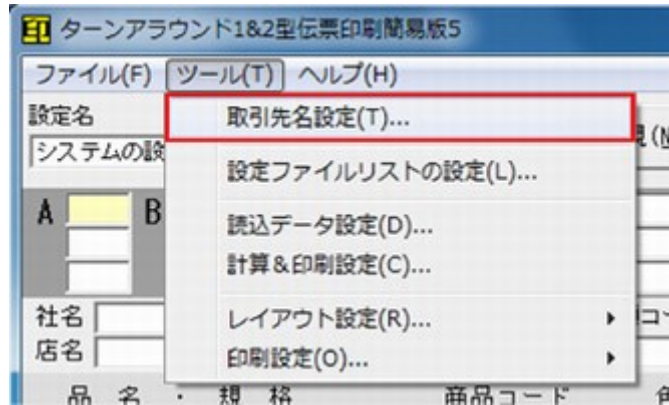 印 ターンアラウンド1&2型伝票印刷簡易版5
ファイル(F) ツール(T) ヘルプ(H)
設定名
取引先名設定(T)...
システムの設
設定ファイルリストの設定(L)...
A B
読込データ設定(D)...
計算&印刷設定(C)...
社名
レイアウト設定(R)...
店名
印刷設定(O)...
品 名 ・ 規 格 商品コード